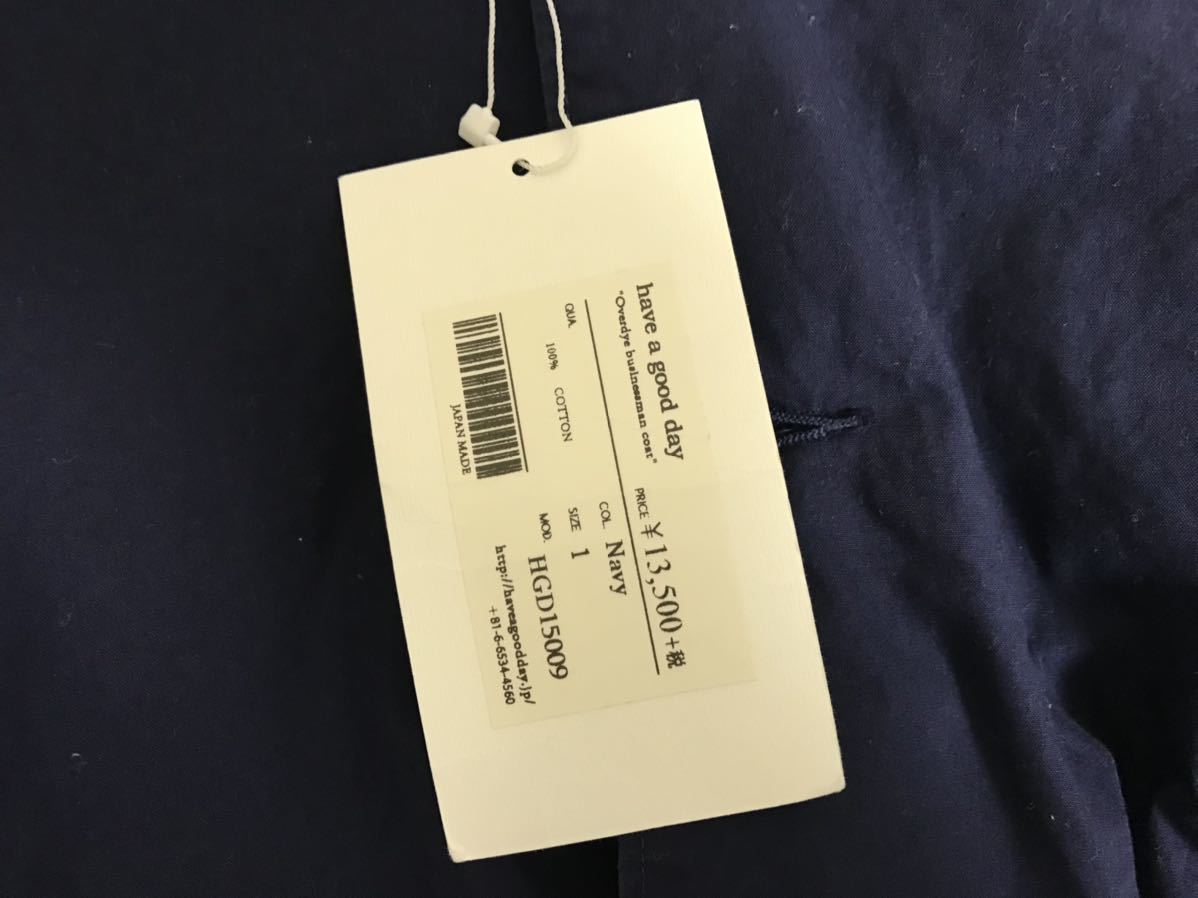 have a good day
"Overdye businessman coat"
PRICE ¥13,500+税
QUA. 100% COTTON
COL. Navy
SIZE 1
MOD. HGD15009
JAPAN MADE
http://haveagoodday.jp/
+81-6-6534-4560